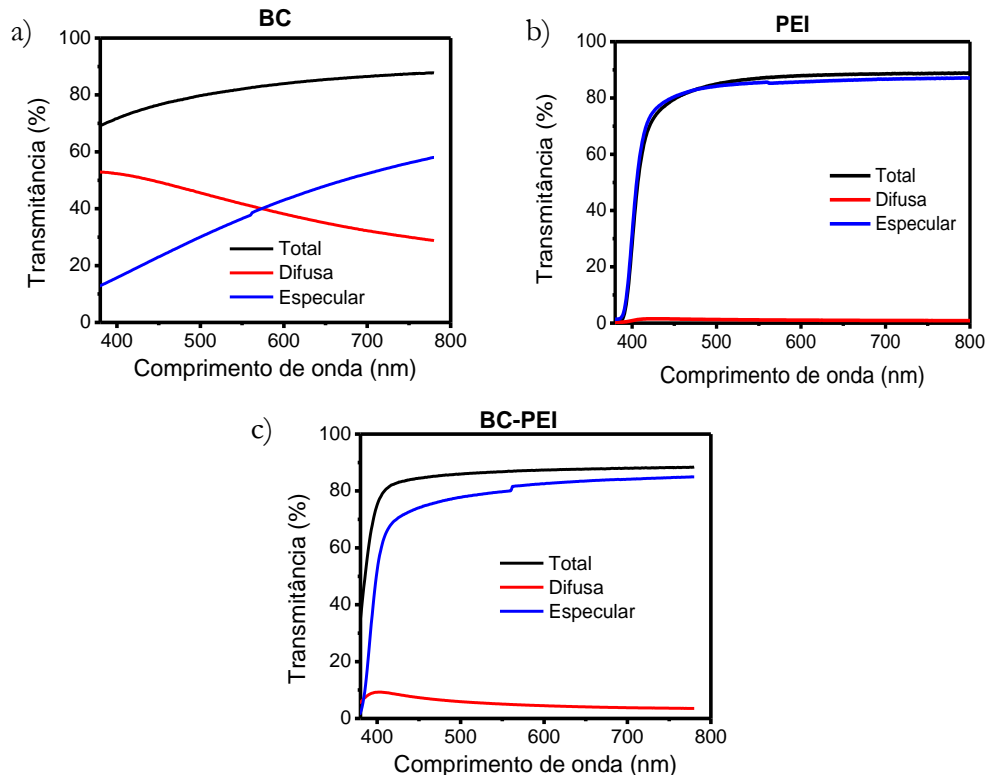 a)
BC
100
80
60
40
20
0
Transmitância (%)
Total
Difusa
Especular
400 500 600 700 800
Comprimento de onda (nm)
b)
PEI
100
80
60
40
20
0
Transmitância (%)
Total
Difusa
Especular
400 500 600 700 800
Comprimento de onda (nm)
c)
BC-PEI
100
80
60
40
20
0
Transmitância (%)
Total
Difusa
Especular
400 500 600 700 800
Comprimento de onda (nm)